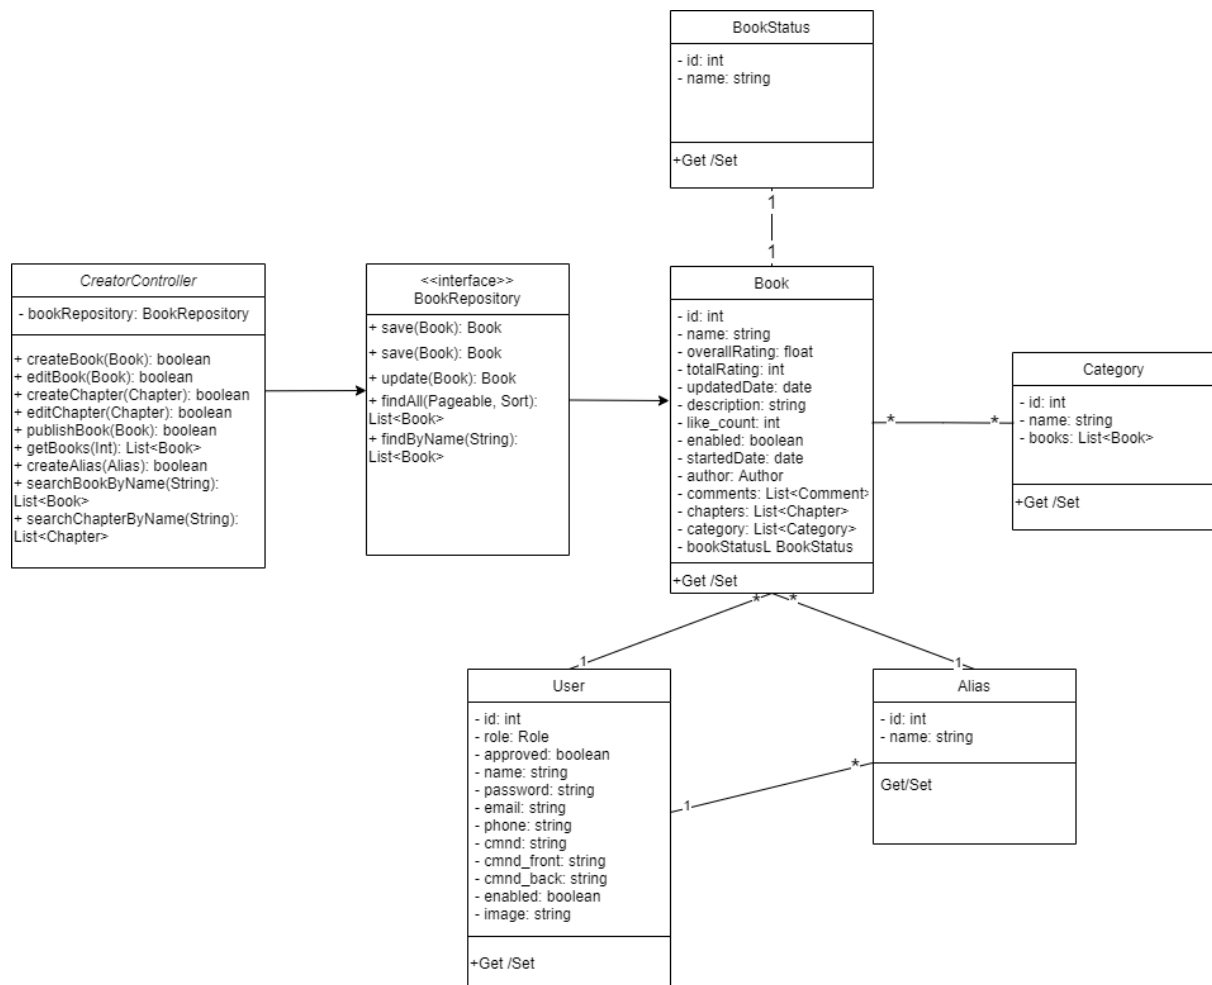 BookStatus
- id: int
- name: string
+Get /Set
1
1
CreatorController
- bookRepository: BookRepository
+ createBook(Book): boolean
+ editBook(Book): boolean
+ createChapter(Chapter): boolean
+ editChapter(Chapter): boolean
+ publishBook(Book): boolean
+ getBooks(Int): List<Book>
+ createAlias(Alias): boolean
+ searchBookByName(String):
List<Book>
+ searchChapterByName(String):
List<Chapter>
<<interface>>
BookRepository
+ save(Book): Book
+ save(Book): Book
+ update(Book): Book
+ findAll(Pageable, Sort):
List<Book>
+ findByName(String):
List<Book>
Book
- id: int
- name: string
- overallRating: float
- totalRating: int
- updatedDate: date
- description: string
- like_count: int
- enabled: boolean
- startedDate: date
- author: Author
- comments: List<Comment>
- chapters: List<Chapter>
- category: List<Category>
- bookStatusL BookStatus
+Get /Set
*
*
Category
- id: int
- name: string
- books: List<Book>
+Get /Set
*
*
1
1
User
- id: int
- role: Role
- approved: boolean
- name: string
- password: string
- email: string
- phone: string
- cmnd: string
- cmnd_front: string
- cmnd_back: string
- enabled: boolean
- image: string
+Get /Set
1
*
Alias
- id: int
- name: string
Get/Set